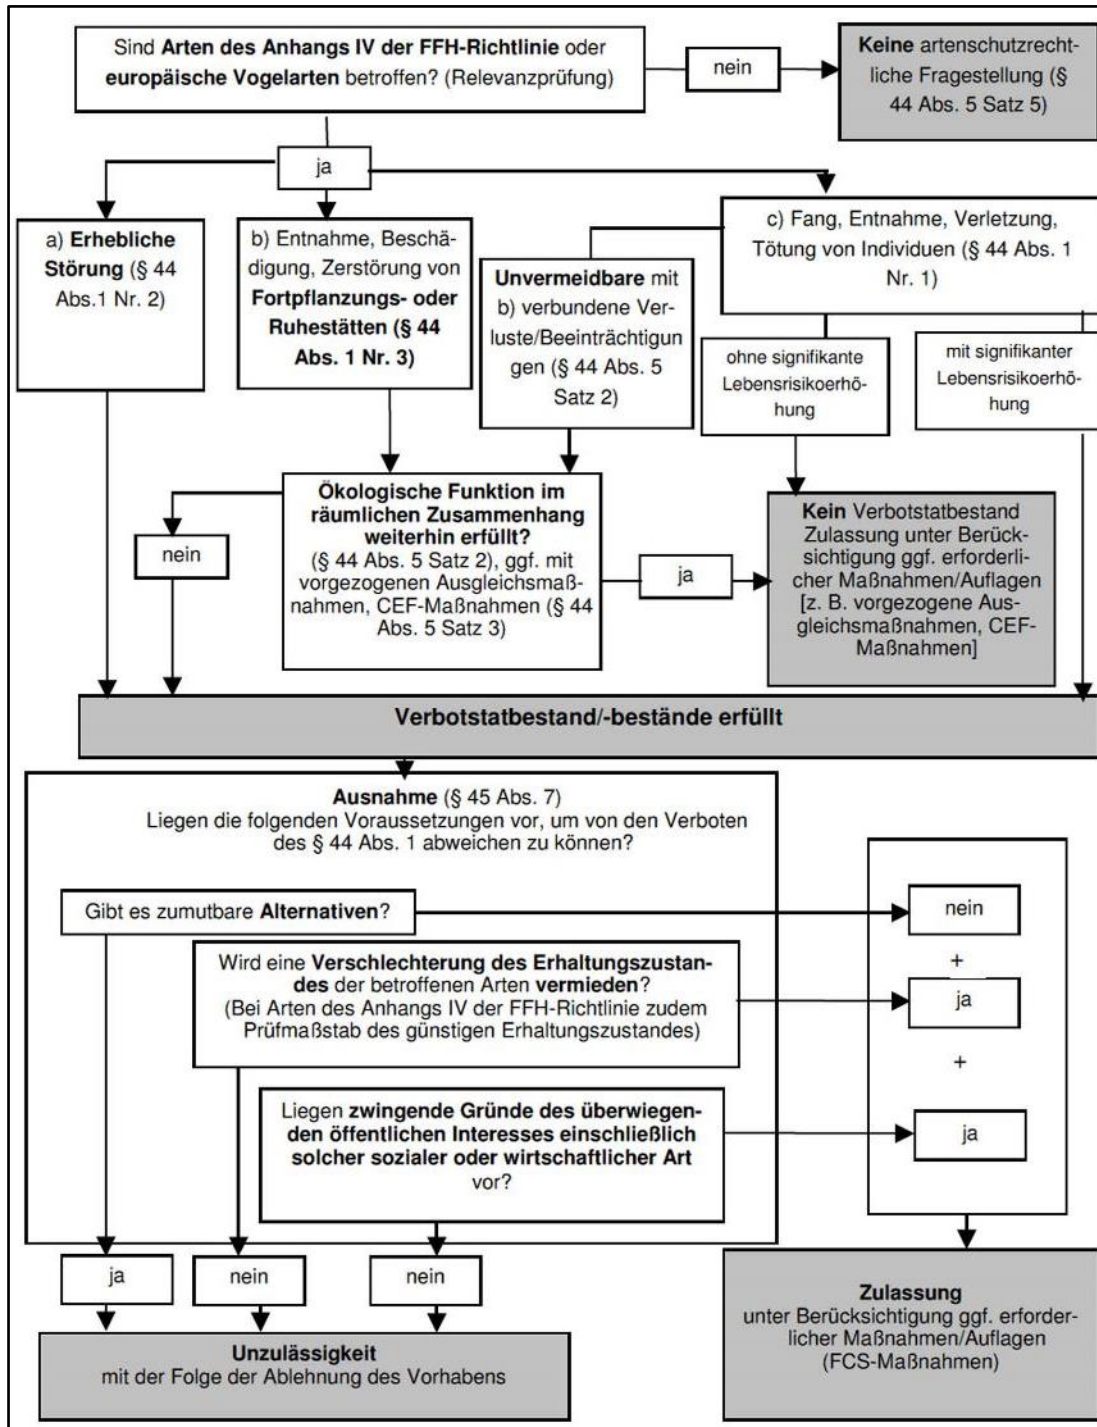 Sind Arten des Anhangs IV der FFH-Richtlinie oder
europäische Vogelarten betroffen? (Relevanzprüfung)
nein
Keine artenschutzrecht-
liche Fragestellung (§
44 Abs. 5 Satz 5)
ja
a) Erhebliche
Störung (§ 44
Abs.1 Nr. 2)
b) Entnahme, Beschä-
digung, Zerstörung von
Fortpflanzungs- oder
Ruhestätten (§ 44
Abs. 1 Nr. 3)
Unvermeidbare mit
b) verbundene Ver-
luste/Beeinträchtigun
gen (§ 44 Abs. 5
Satz 2)
c) Fang, Entnahme, Verletzung,
Tötung von Individuen (§ 44 Abs. 1
Nr. 1)
ohne signifikante
Lebensrisikoerhö-
hung
mit signifikanter
Lebensrisikoerhö-
hung
Ökologische Funktion im
räumlichen Zusammenhang
weiterhin erfüllt?
(§ 44 Abs. 5 Satz 2), ggf. mit
vorgezogenen Ausgleichsmaß-
nahmen, CEF-Maßnahmen (§ 44
Abs. 5 Satz 3)
nein
ja
Kein Verbotstatbestand
Zulassung unter Berück-
sichtigung ggf. erforderli-
cher Maßnahmen/Auflagen
[z. B. vorgezogene Aus-
gleichsmaßnahmen, CEF-
Maßnahmen]
Verbotstatbestand/-bestände erfüllt
Ausnahme (§ 45 Abs. 7)
Liegen die folgenden Voraussetzungen vor, um von den Verboten
des § 44 Abs. 1 abweichen zu können?
Gibt es zumutbare Alternativen?
nein
+
Wird eine Verschlechterung des Erhaltungszustan-
des der betroffenen Arten vermieden?
(Bei Arten des Anhangs IV der FFH-Richtlinie zudem
Prüfmaßstab des günstigen Erhaltungszustandes)
ja
+
Liegen zwingende Gründe des überwiegen-
den öffentlichen Interesses einschließlich
solcher sozialer oder wirtschaftlicher Art
vor?
ja
ja
nein
nein
Unzulässigkeit
mit der Folge der Ablehnung des Vorhabens
Zulassung
unter Berücksichtigung ggf. erforder-
licher Maßnahmen/Auflagen
(FCS-Maßnahmen)